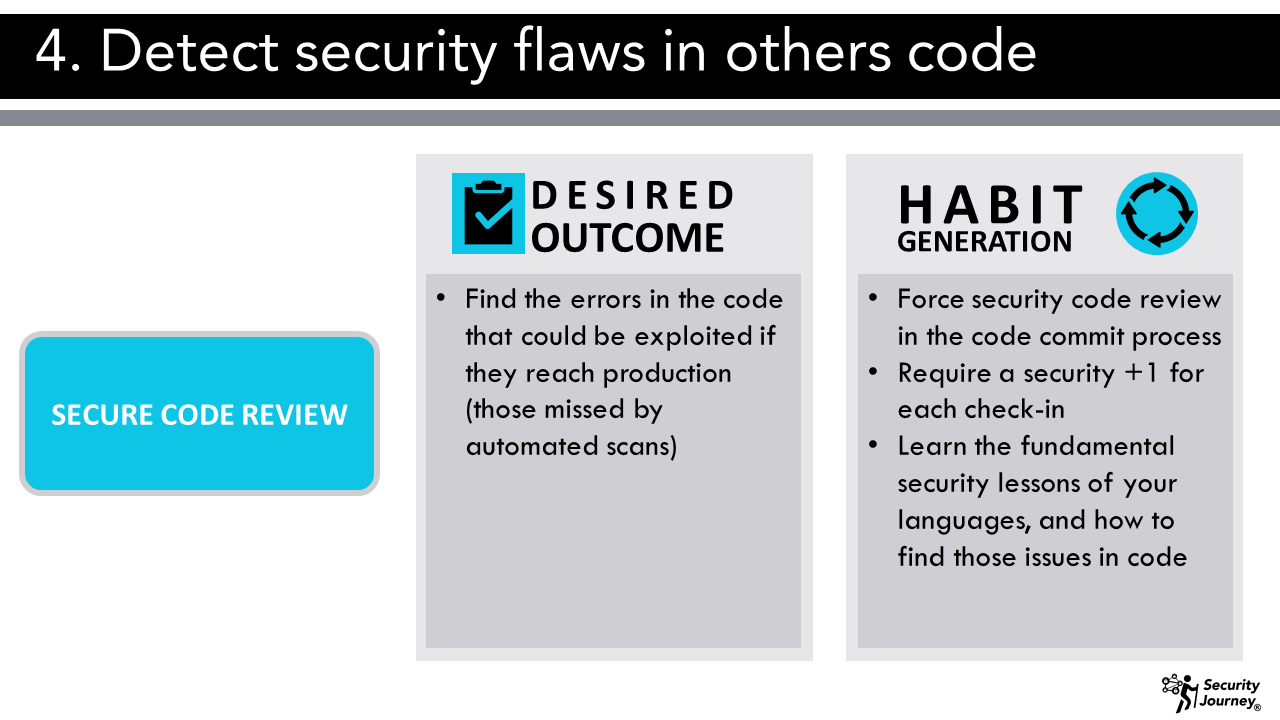 4. Detect security flaws in others code
SECURE CODE REVIEW
DESIRED
OUTCOME
• Find the errors in the code
that could be exploited if
they reach production
(those missed by
automated scans)
HABIT
GENERATION
• Force security code review
in the code commit process
• Require a security +1 for
each check-in
• Learn the fundamental
security lessons of your
languages, and how to
find those issues in code
Security
Journey®